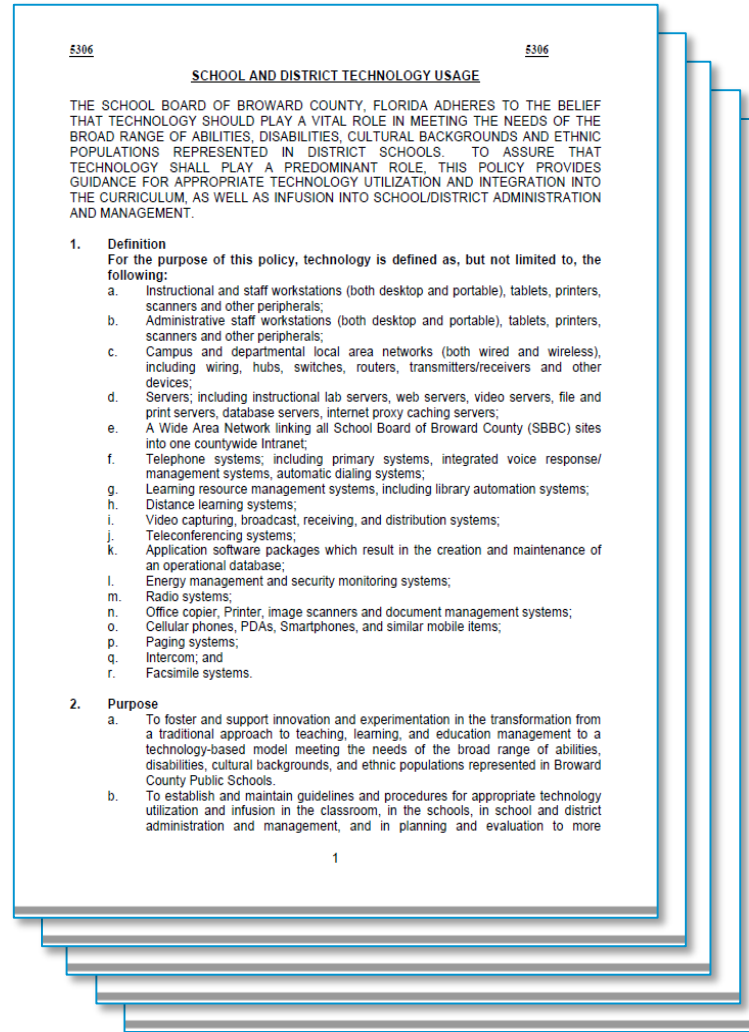 5306 5306
SCHOOL AND DISTRICT TECHNOLOGY USAGE
THE SCHOOL BOARD OF BROWARD COUNTY, FLORIDA ADHERES TO THE BELIEF
THAT TECHNOLOGY SHOULD PLAY A VITAL ROLE IN MEETING THE NEEDS OF THE
BROAD RANGE OF ABILITIES, DISABILITIES, CULTURAL BACKGROUNDS AND ETHNIC
POPULATIONS REPRESENTED IN DISTRICT SCHOOLS. TO ASSURE THAT
TECHNOLOGY SHALL PLAY A PREDOMINANT ROLE, THIS POLICY PROVIDES
GUIDANCE FOR APPROPRIATE TECHNOLOGY UTILIZATION AND INTEGRATION INTO
THE CURRICULUM, AS WELL AS INFUSION INTO SCHOOL/DISTRICT ADMINISTRATION
AND MANAGEMENT.
1. Definition
For the purpose of this policy, technology is defined as, but not limited to, the
following:
a. Instructional and staff workstations (both desktop and portable), tablets, printers,
scanners and other peripherals;
b. Administrative staff workstations (both desktop and portable), tablets, printers,
scanners and other peripherals;
c. Campus and departmental local area networks (both wired and wireless),
including wiring, hubs, switches, routers, transmitters/receivers and other
devices;
d. Servers; including instructional lab servers, web servers, video servers, file and
print servers, database servers, internet proxy caching servers;
e. A Wide Area Network linking all School Board of Broward County (SBBC) sites
into one countywide Intranet;
f. Telephone systems; including primary systems, integrated voice response/
management systems, automatic dialing systems;
g. Learning resource management systems, including library automation systems;
h. Distance learning systems;
i. Video capturing, broadcast, receiving, and distribution systems;
j. Teleconferencing systems;
k. Application software packages which result in the creation and maintenance of
an operational database;
l. Energy management and security monitoring systems;
m. Radio systems;
n. Office copier, Printer, image scanners and document management systems;
o. Cellular phones, PDAs, Smartphones, and similar mobile items;
p. Paging systems;
q. Intercom; and
r. Facsimile systems.
2. Purpose
a. To foster and support innovation and experimentation in the transformation from
a traditional approach to teaching, learning, and education management to a
technology-based model meeting the needs of the broad range of abilities,
disabilities, cultural backgrounds, and ethnic populations represented in Broward
County Public Schools.
b. To establish and maintain guidelines and procedures for appropriate technology
utilization and infusion in the classroom, in the schools, in school and district
administration and management, and in planning and evaluation to more
1